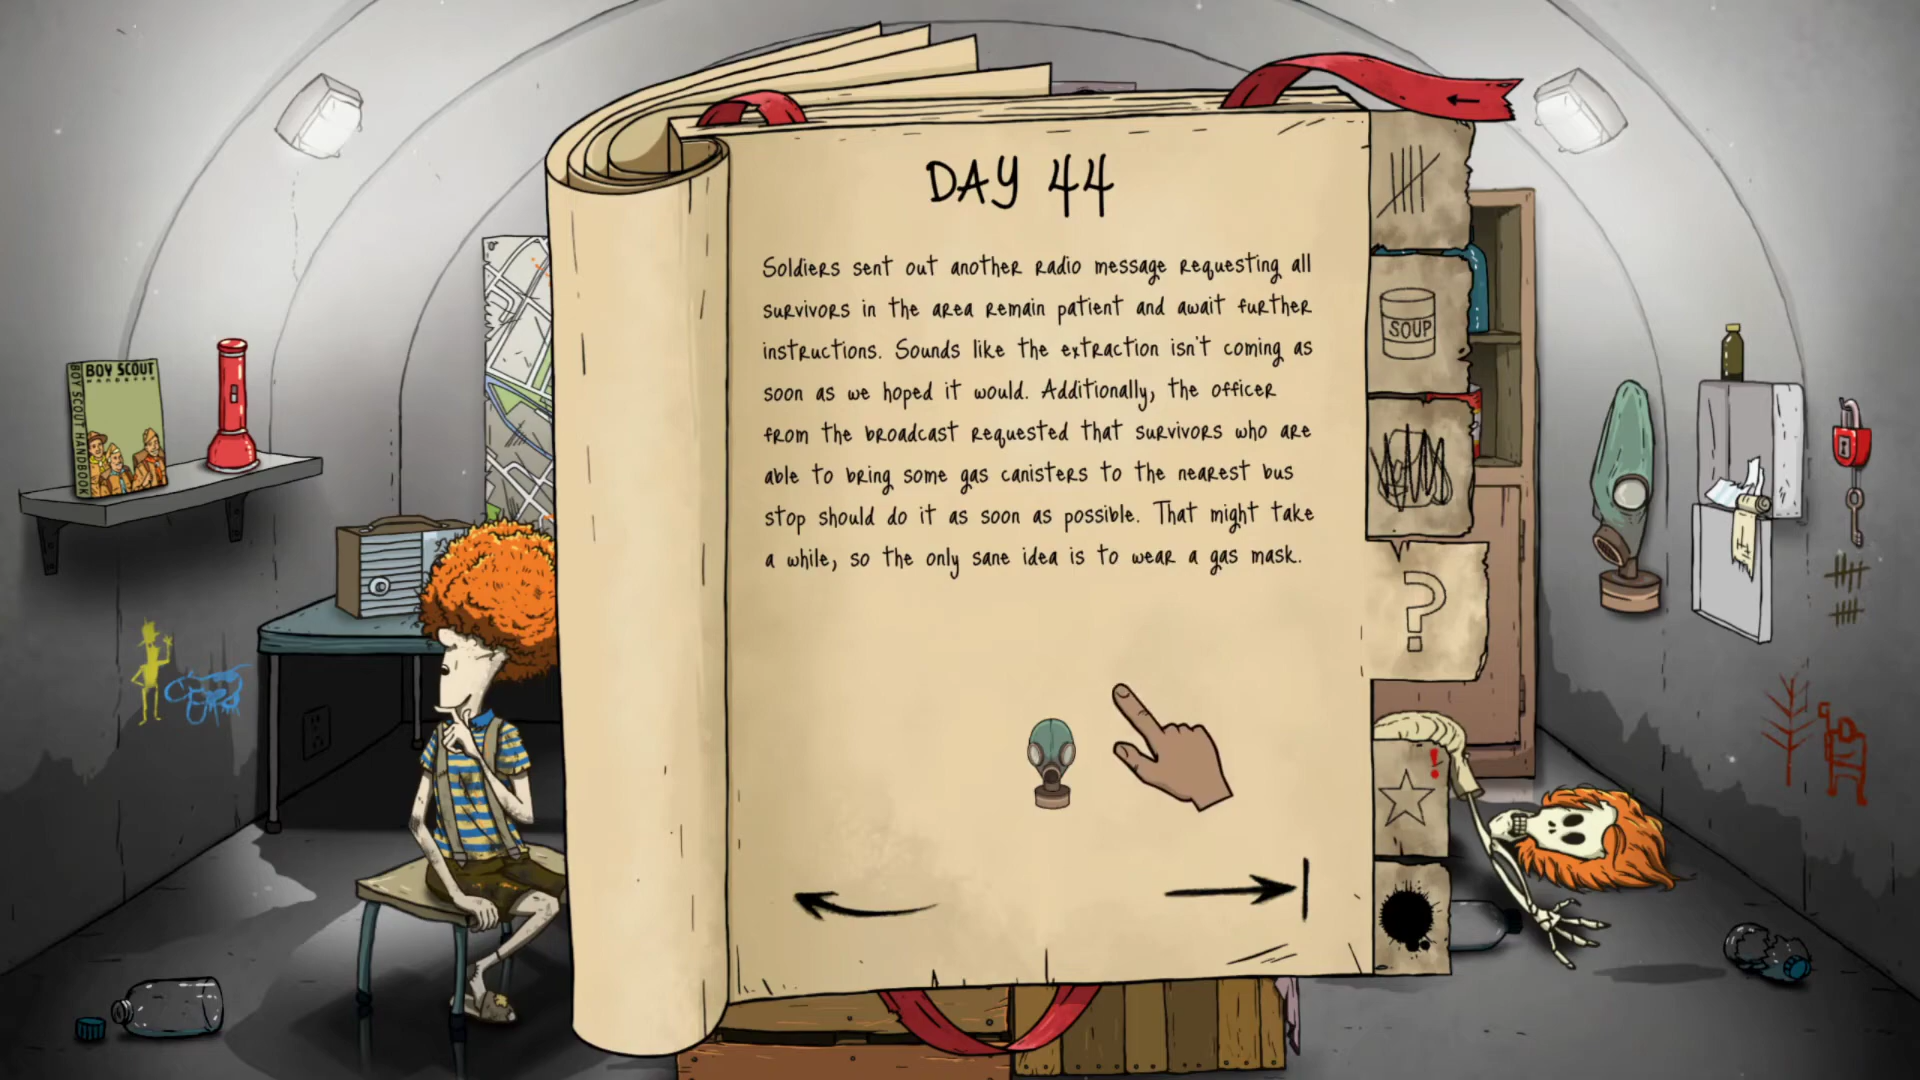 DAY 44
Soldiers sent out another radio message requesting all
survivors in the area remain patient and await further
instructions. Sounds like the extraction isn't coming as
soon as we hoped it would. Additionally, the officer
from the broadcast requested that survivors who are
able to bring some gas canisters to the nearest bus
stop should do it as soon as possible. That might take
a while, so the only sane idea is to wear a gas mask.
SOUP
BOY SCOUT
HANDBOOK
BOY SCOUT HANDBOOK